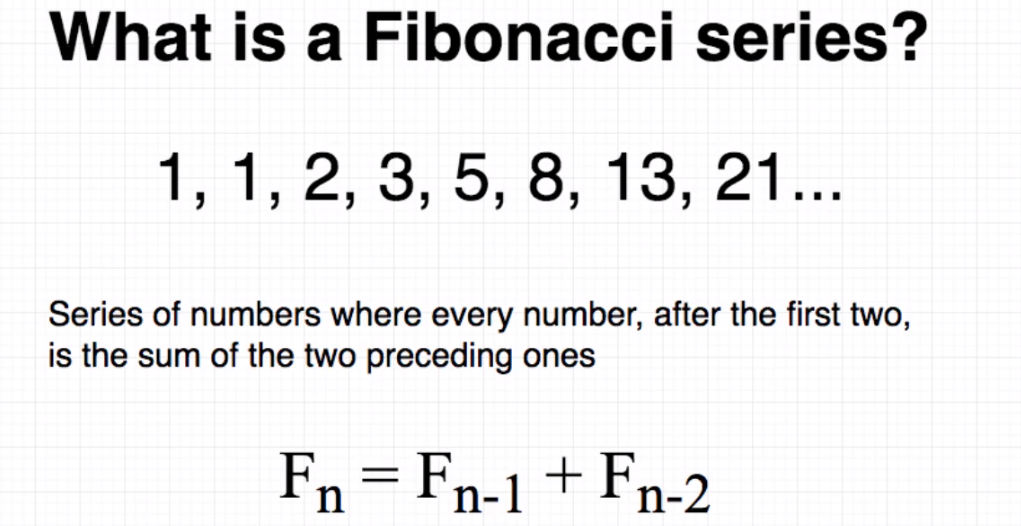 What is a Fibonacci series?
1, 1, 2, 3, 5, 8, 13, 21...
Series of numbers where every number, after the first two,
is the sum of the two preceding ones
Fn = Fn-1 + Fn-2